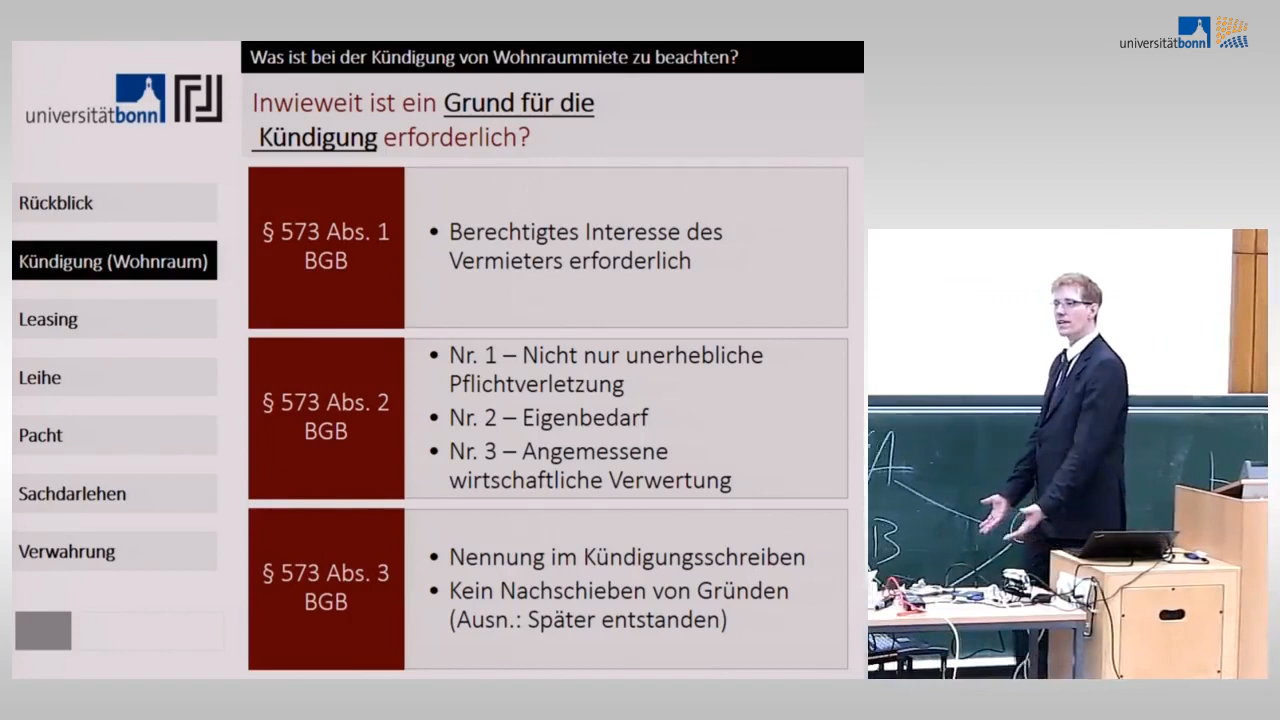 universitätbonn
Was ist bei der Kündigung von Wohnraummiete zu beachten?
universitätbonn
Inwieweit ist ein Grund für die
Kündigung erforderlich?
Rückblick
Kündigung (Wohnraum)
Leasing
Leihe
Pacht
Sachdarlehen
Verwahrung
§ 573 Abs. 1
BGB
• Berechtigtes Interesse des
Vermieters erforderlich
§ 573 Abs. 2
BGB
• Nr. 1 – Nicht nur unerhebliche
Pflichtverletzung
• Nr. 2 – Eigenbedarf
• Nr. 3 – Angemessene
wirtschaftliche Verwertung
§ 573 Abs. 3
BGB
• Nennung im Kündigungsschreiben
• Kein Nachschieben von Gründen
(Ausn.: Später entstanden)
A
B